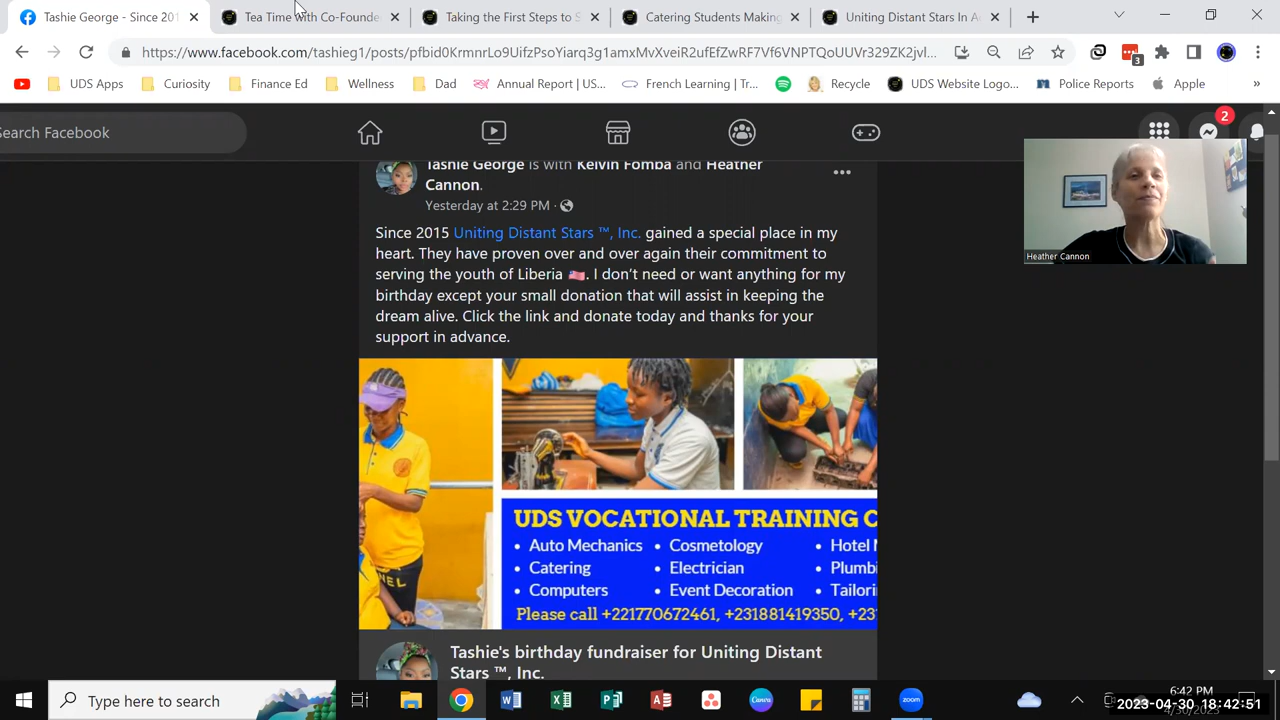 Tashie George - Since 201
Tea Time with Co-Founde
Taking the First Steps to S
Catering Students Making
Uniting Distant Stars In A
https://www.facebook.com/tashieg1/posts/pfbid0KrmnrLo9UifzPsoYiarq3g1amxMvXveiR2ufEfZwRF7Vf6VNPTQoUUVr329ZK2jvl...
3
UDS Apps
Curiosity
Finance Ed
Wellness
Dad
Annual Report | US...
French Learning | Tr...
Recycle
UDS Website Logo...
Police Reports
Apple
»
Search Facebook
2
Tashie George is with Kelvin Fomba and Heather
Cannon.
Yesterday at 2:29 PM ·
Since 2015 Uniting Distant Stars ™, Inc. gained a special place in my
heart. They have proven over and over again their commitment to
serving the youth of Liberia 🇱🇷. I don't need or want anything for my
birthday except your small donation that will assist in keeping the
dream alive. Click the link and donate today and thanks for your
support in advance.
Heather Cannon
UDS VOCATIONAL TRAINING C
• Auto Mechanics • Cosmetology • Hotel M
• Catering • Electrician • Plumbi
• Computers • Event Decoration • Tailori
Please call +221770672461, +231881419350, +23
Tashie's birthday fundraiser for Uniting Distant
Stars ™, Inc.
Type here to search
zoom
6:42 PM
2023-04-30 18:42:51